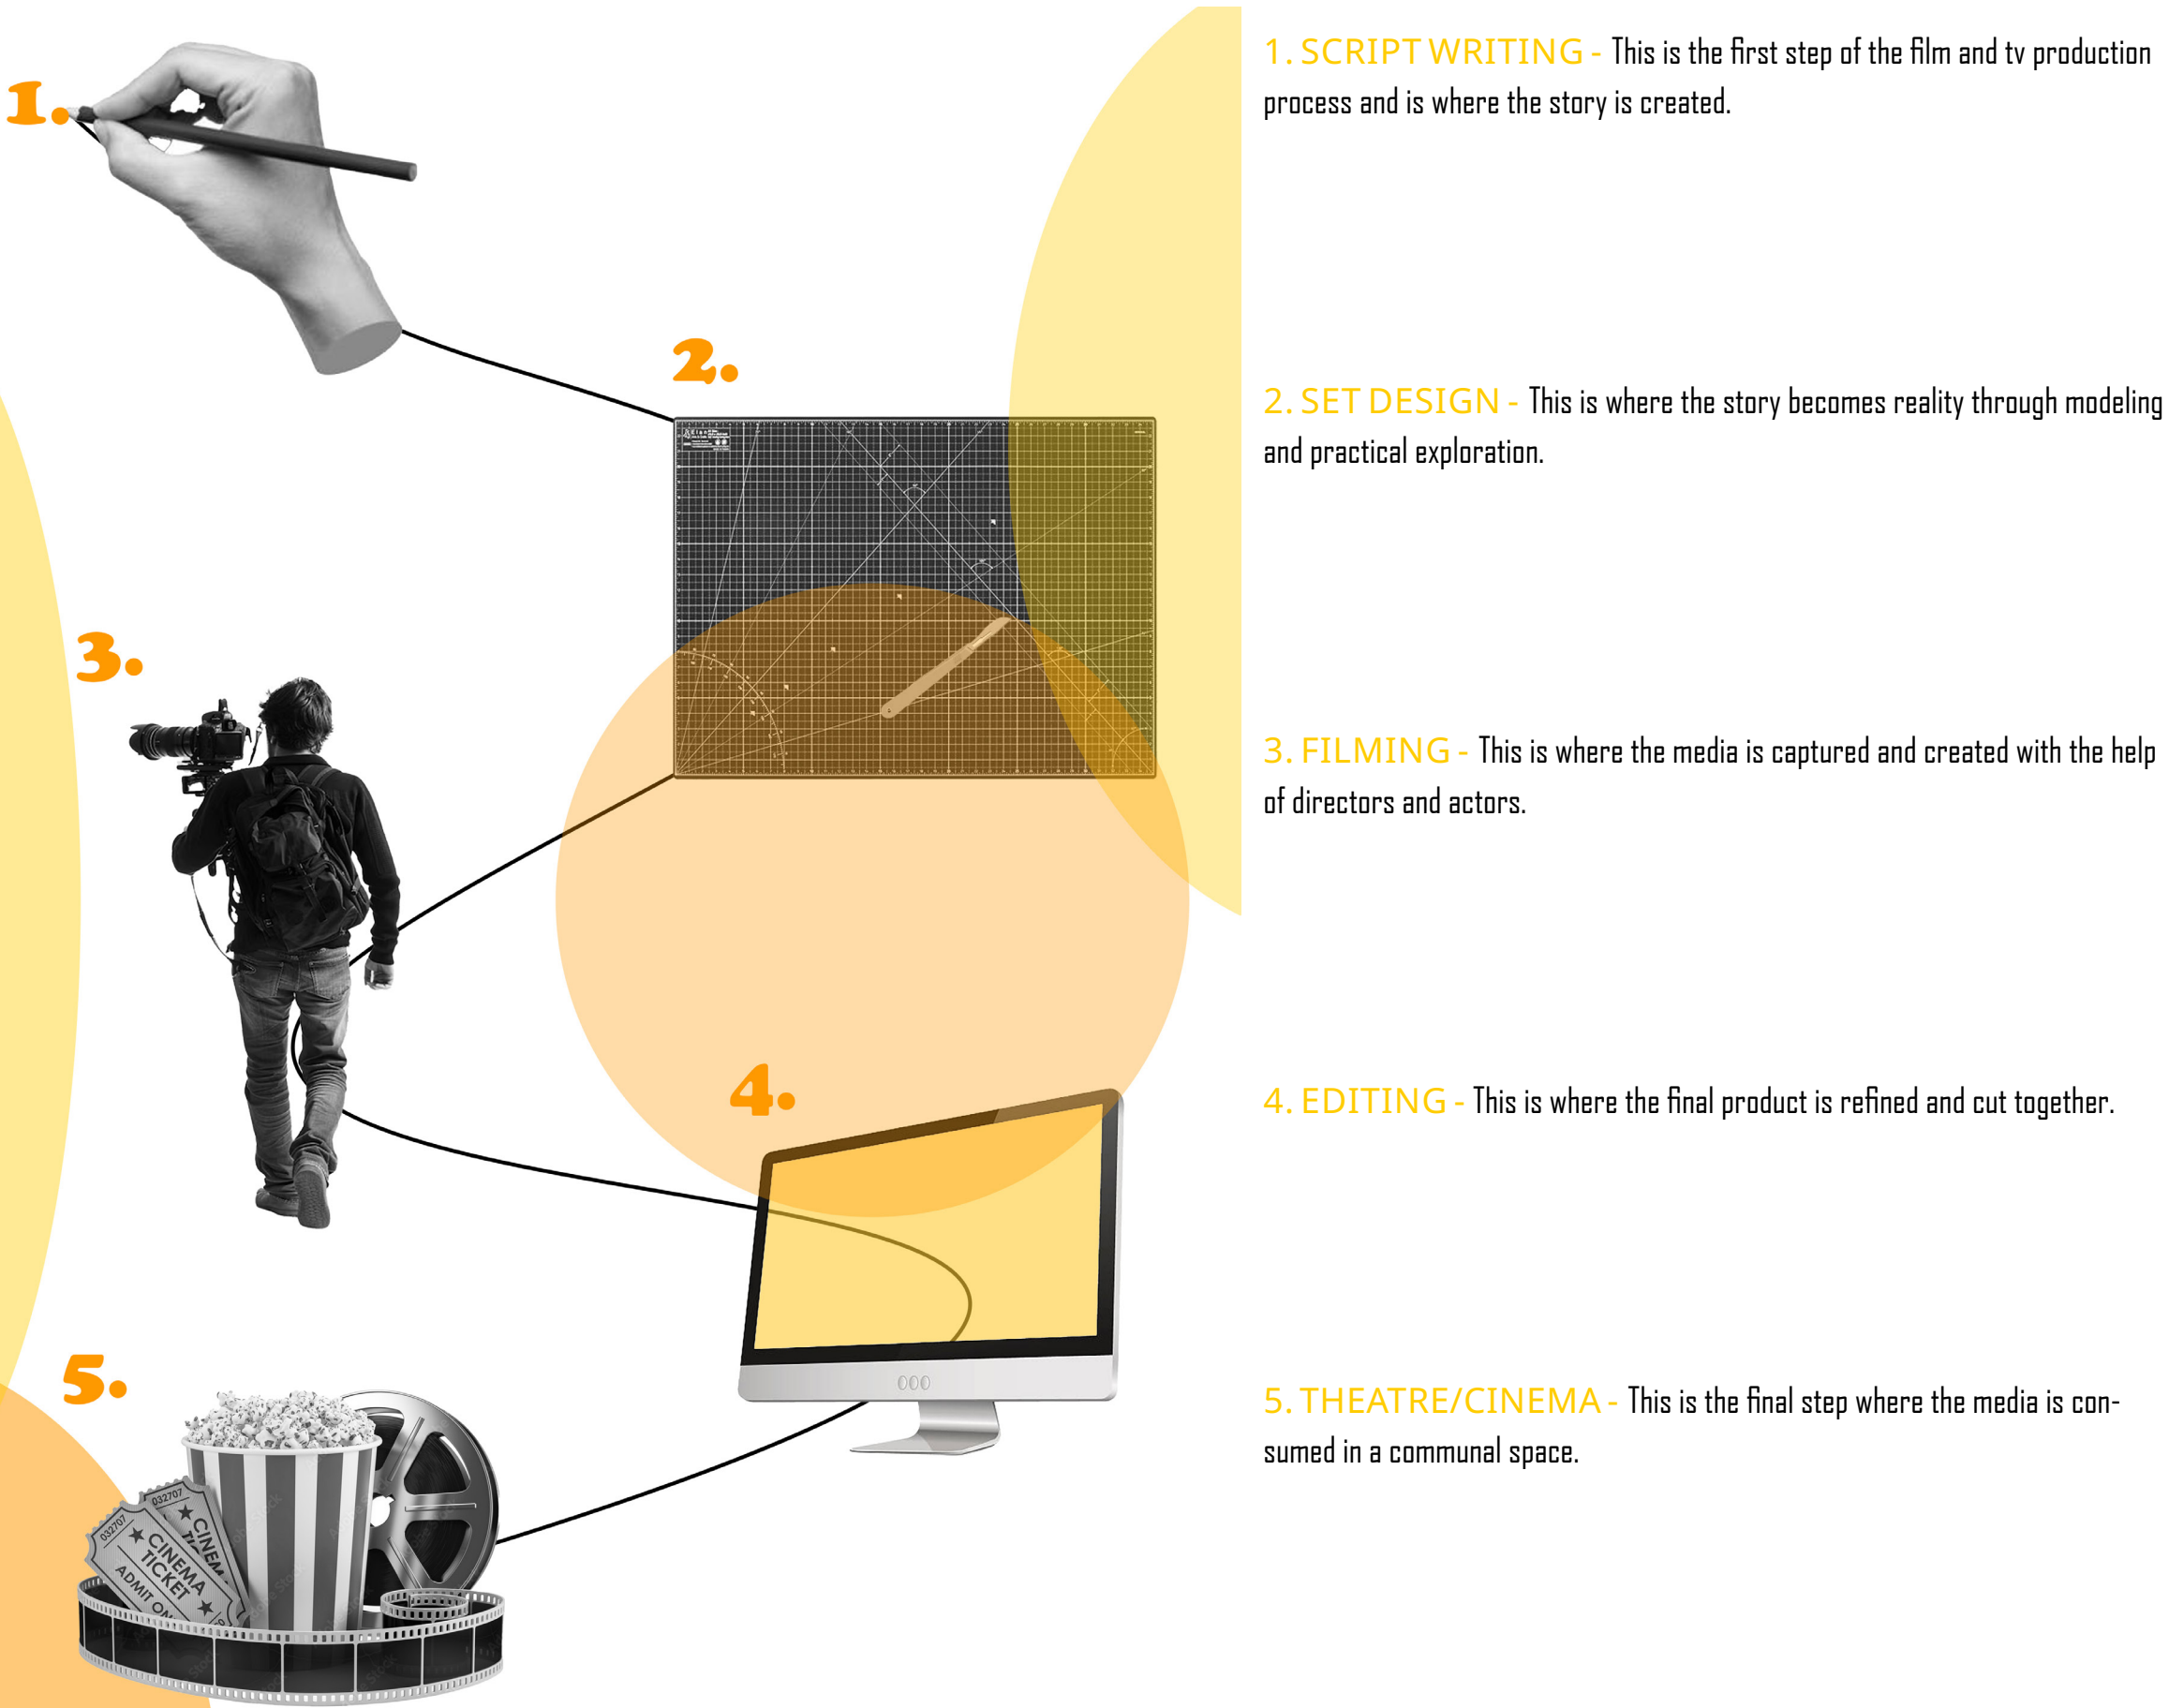 1.
2.
3.
4.
5.
032707
CINEMA
032707
CINEMA
TICKET
ADMIT ON
1. SCRIPT WRITING - This is the first step of the film and tv production
process and is where the story is created.
2. SET DESIGN - This is where the story becomes reality through modeling
and practical exploration.
3. FILMING - This is where the media is captured and created with the help
of directors and actors.
4. EDITING - This is where the final product is refined and cut together.
5. THEATRE/CINEMA - This is the final step where the media is con-
sumed in a communal space.